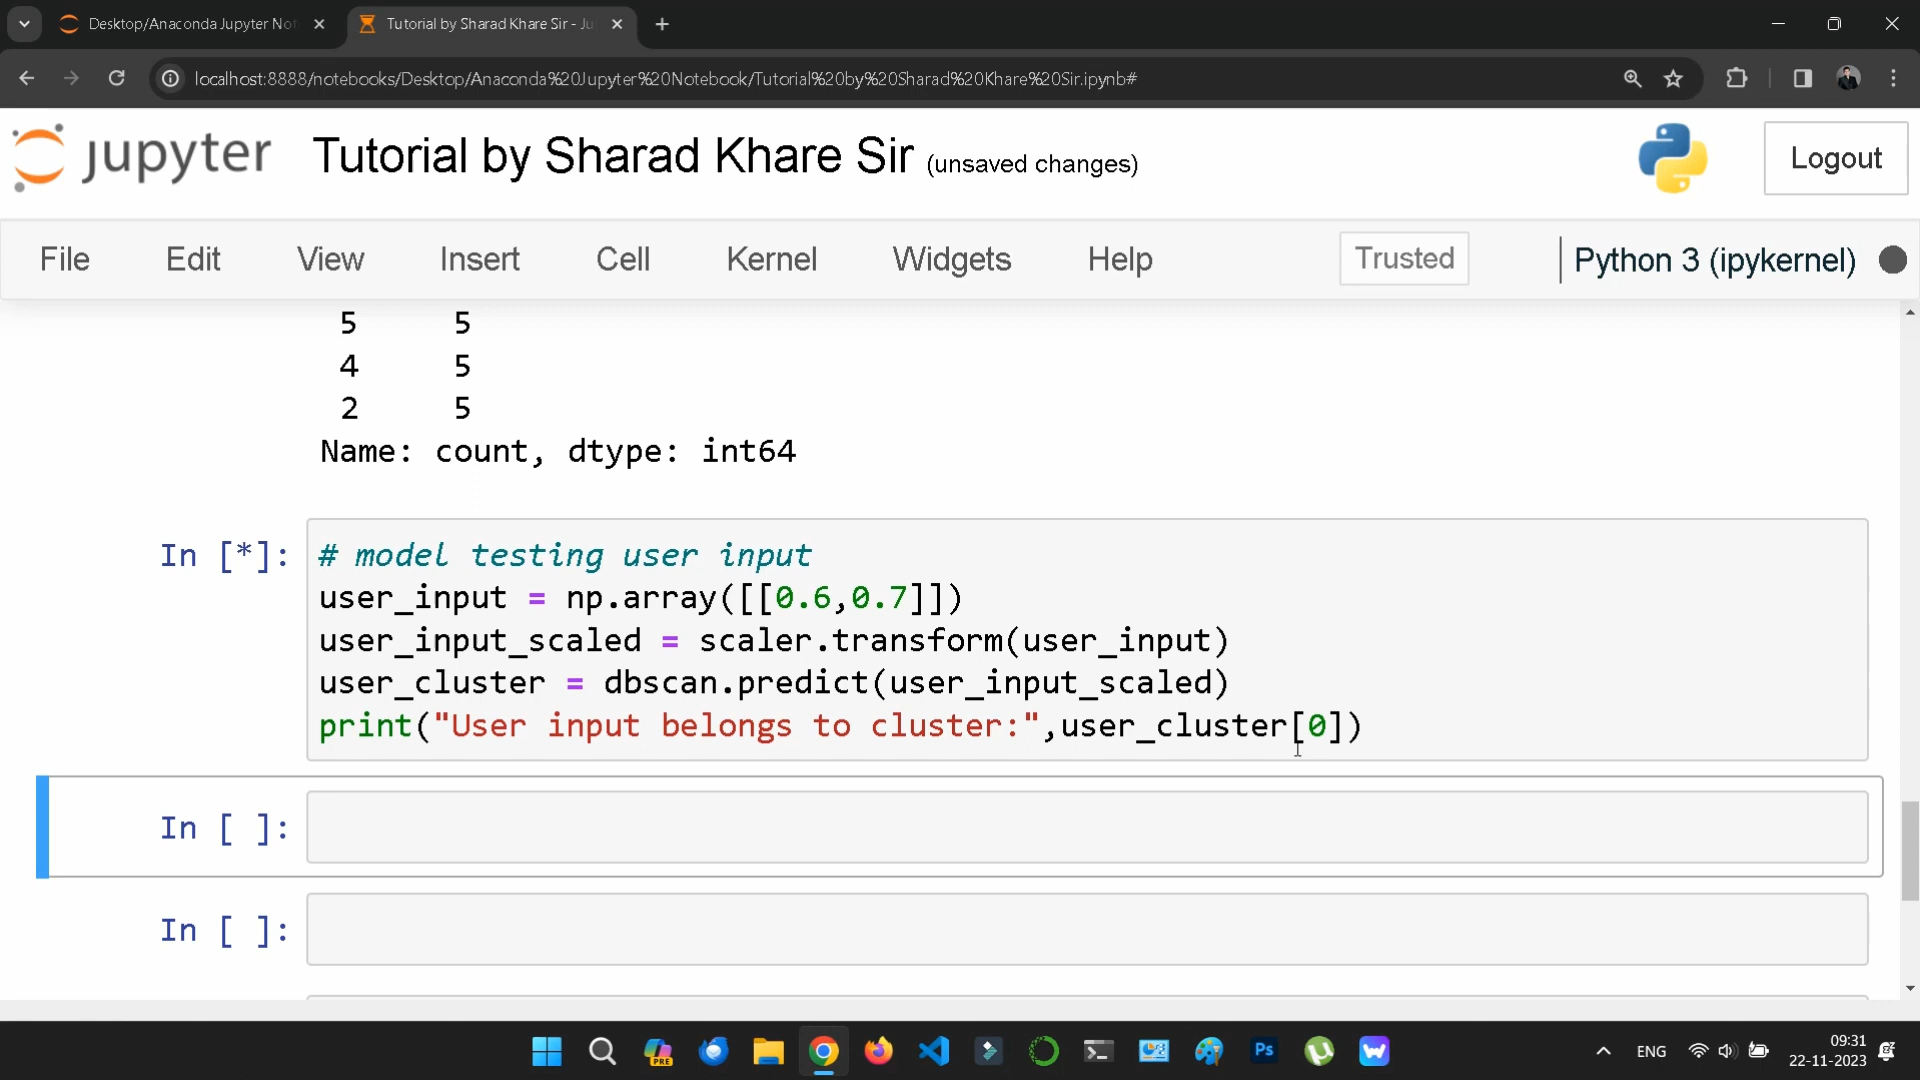 Desktop/Anaconda Jupyter Not
Tutorial by Sharad Khare Sir - Ju
localhost:8888/notebooks/Desktop/Anaconda%20Jupyter%20Notebook/Tutorial%20by%20Sharad%20Khare%20Sir.ipynb#
jupyter Tutorial by Sharad Khare Sir (unsaved changes) Logout
File Edit View Insert Cell Kernel Widgets Help Trusted Python 3 (ipykernel)
5 5
4 5
2 5
Name: count, dtype: int64
In [*]: # model testing user input
user_input = np.array([[0.6,0.7]])
user_input_scaled = scaler.transform(user_input)
user_cluster = dbscan.predict(user_input_scaled)
print("User input belongs to cluster:",user_cluster[0])
In [ ]:
In [ ]:
PRE
Ps
ENG
09:31
22-11-2023